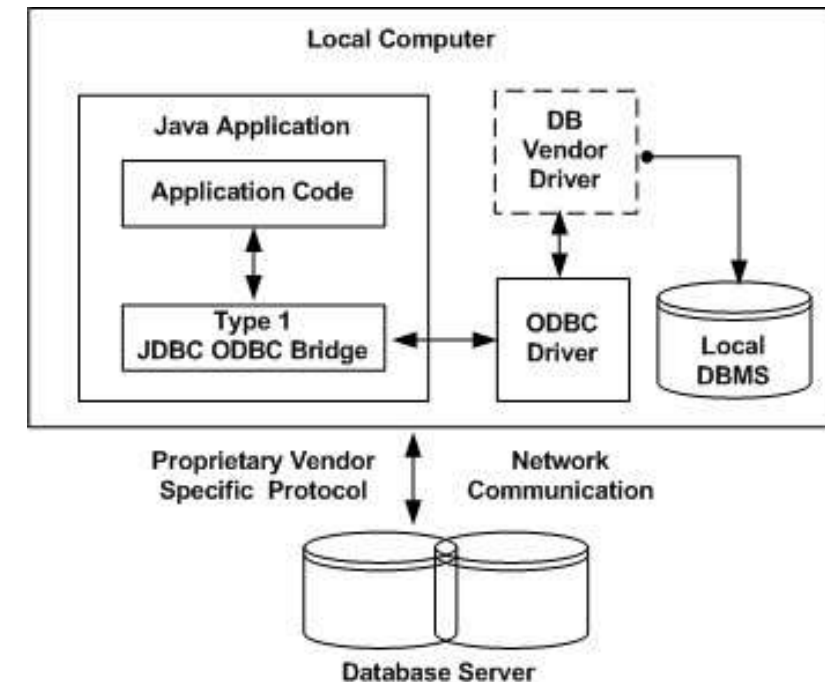 Local Computer
Java Application
Application Code
Type 1
JDBC ODBC Bridge
DB
Vendor
Driver
ODBC
Driver
Local
DBMS
Proprietary Vendor
Specific Protocol
Network
Communication
Database Server